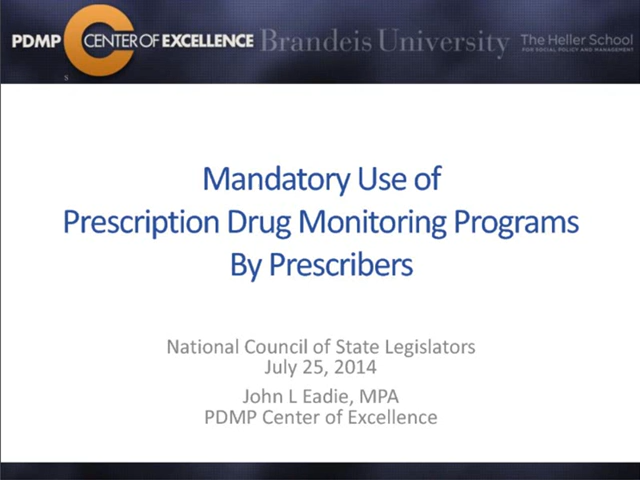 PDMP CENTER OF EXCELLENCE Brandeis University The Heller School
FOR SOCIAL POLICY AND MANAGEMENT
s
Mandatory Use of
Prescription Drug Monitoring Programs
By Prescribers
National Council of State Legislators
July 25, 2014
John L Eadie, MPA
PDMP Center of Excellence